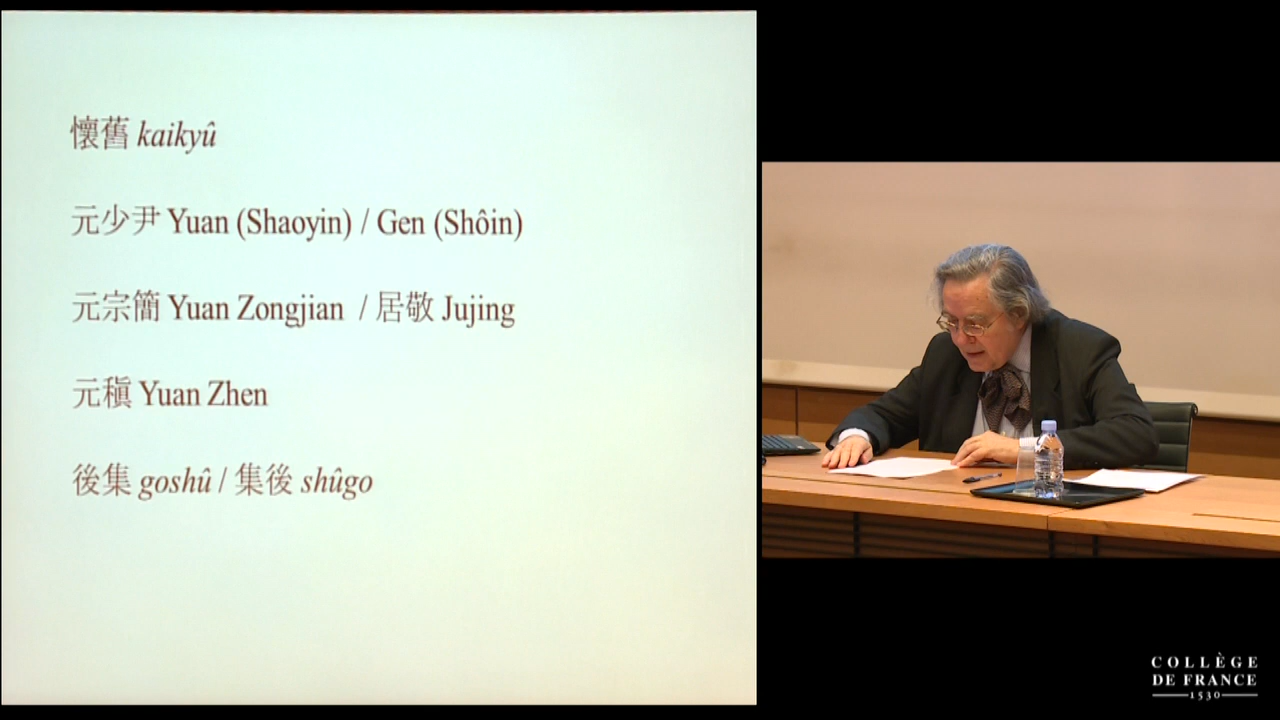 懷舊 kaikyû
元少尹 Yuan (Shaoyin) / Gen (Shôin)
元宗簡 Yuan Zongjian / 居敬 Jujing
元稹 Yuan Zhen
後集 goshû / 集後 shûgo
COLLÈGE
DE FRANCE
1530